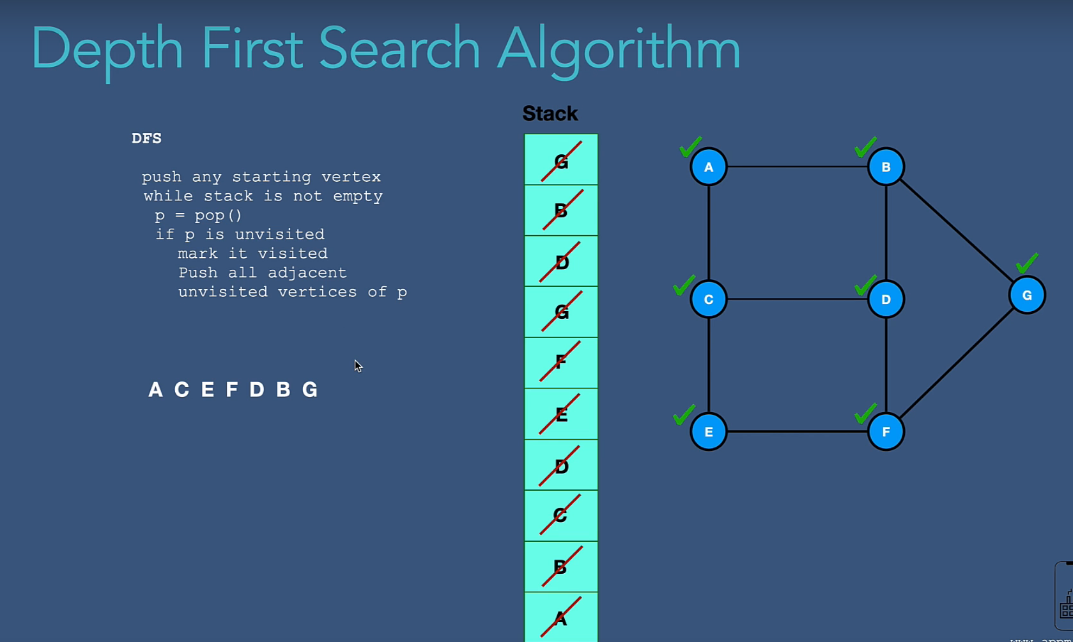 Depth First Search Algorithm
Stack
DFS
push any starting vertex
while stack is not empty
p = pop()
if p is unvisited
mark it visited
Push all adjacent
unvisited vertices of p
A C E F D B G
G
B
D
G
F
E
D
C
B
A
A
B
C
D
G
E
F